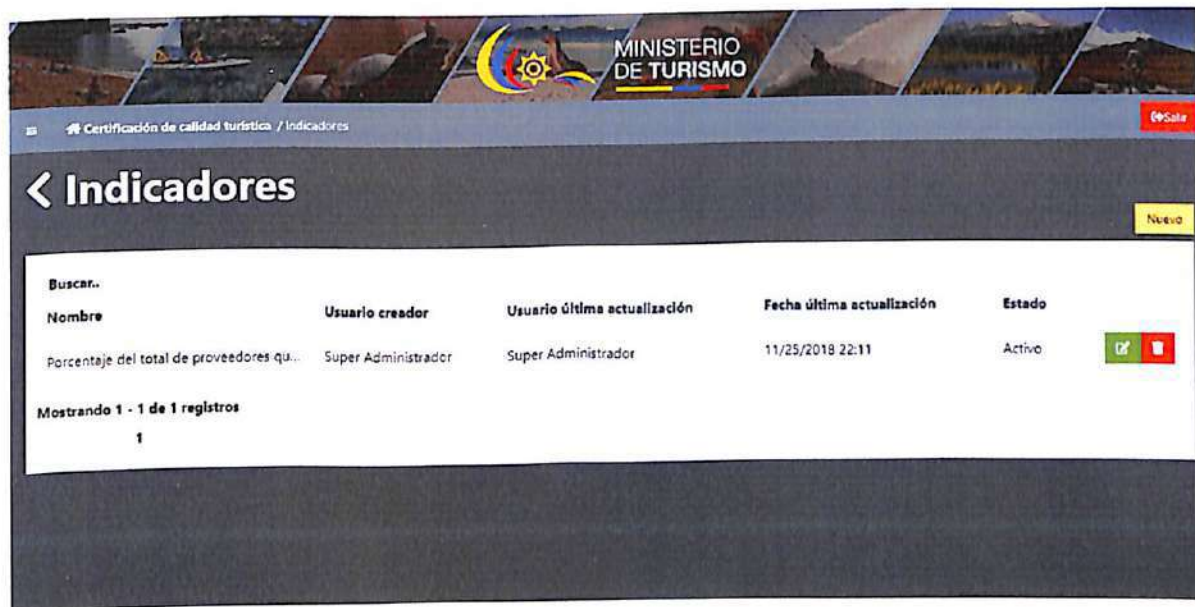 MINISTERIO
DE TURISMO
Certificación de calidad turística / Indicadores
Salir
Indicadores
Nuevo
Buscar..
Nombre Usuario creador Usuario última actualización Fecha última actualización Estado
Porcentaje del total de proveedores qu... Super Administrador Super Administrador 11/25/2018 22:11 Activo
Mostrando 1 - 1 de 1 registros
1